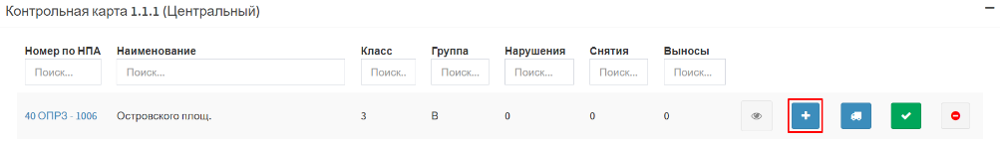 Контрольная карта 1.1.1 (Центральный)
Номер по НПА Наименование Класс Группа Нарушения Снятия Выносы
Поиск... Поиск... Поиск.. Поиск... Поиск... Поиск... Поиск...
40 ОПРЗ - 1006 Островского площ. 3 В 0 0 0